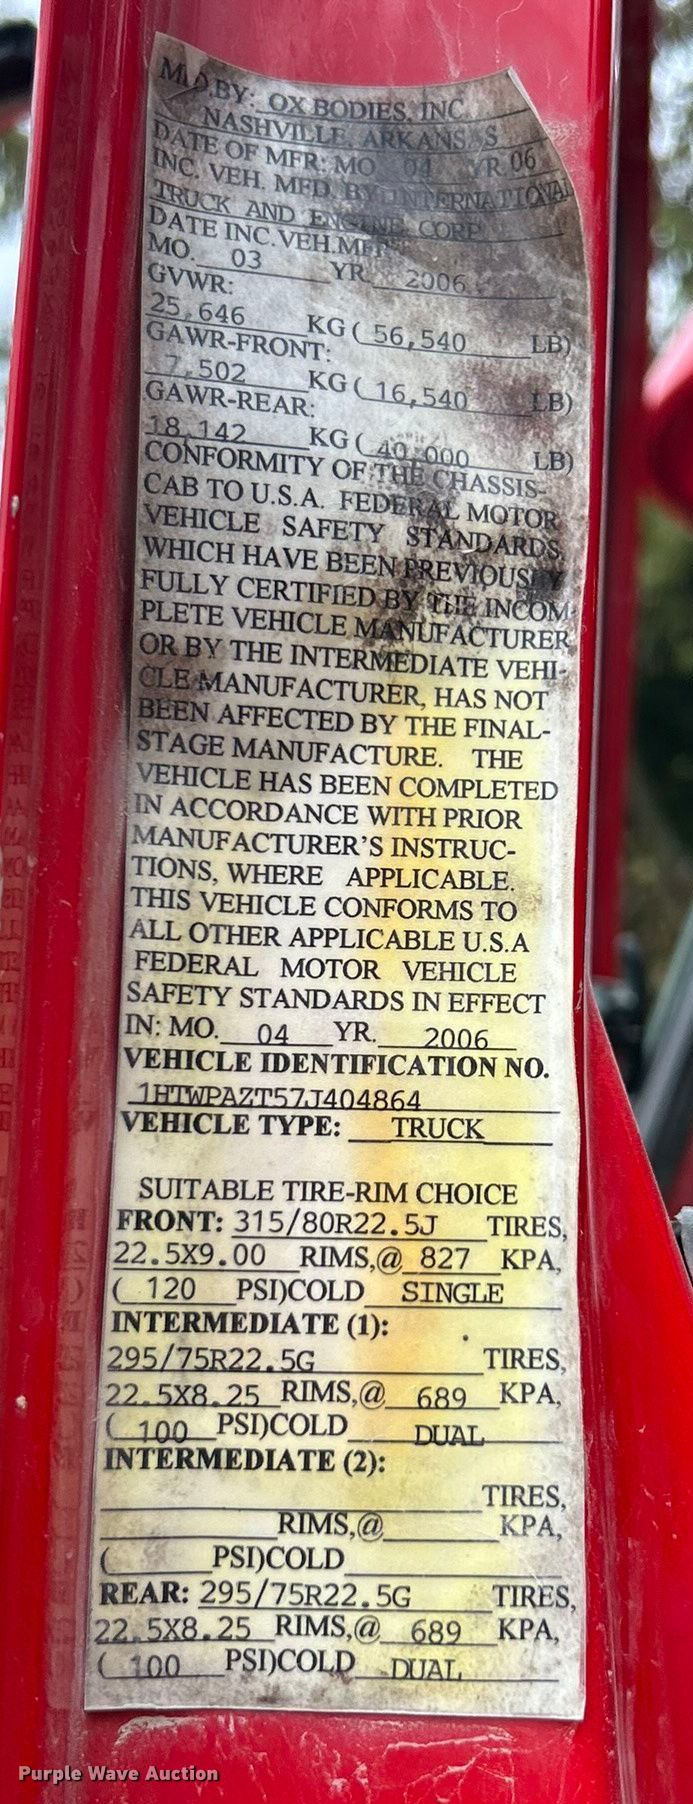 MFD.BY: OX BODIES, INC.
NASHVILLE, ARKANSAS
DATE OF MFR: MO 04 YR.06
INC. VEH. MFD. BY INTERNATIONAL
TRUCK AND ENGINE CORP
DATE INC.VEH.MFD
MO. 03 YR. 2006
GVWR:
25,646 KG( 56,540 LB)
GAWR-FRONT:
7,502 KG( 16,540 LB)
GAWR-REAR:
18,142 KG( 40,000 LB)
CONFORMITY OF THE CHASSIS-
CAB TO U.S.A. FEDERAL MOTOR
VEHICLE SAFETY STANDARDS,
WHICH HAVE BEEN PREVIOUSLY
FULLY CERTIFIED BY THE INCOM-
PLETE VEHICLE MANUFACTURER
OR BY THE INTERMEDIATE VEHI-
CLE MANUFACTURER, HAS NOT
BEEN AFFECTED BY THE FINAL-
STAGE MANUFACTURE. THE
VEHICLE HAS BEEN COMPLETED
IN ACCORDANCE WITH PRIOR
MANUFACTURER'S INSTRUC-
TIONS, WHERE APPLICABLE.
THIS VEHICLE CONFORMS TO
ALL OTHER APPLICABLE U.S.A
FEDERAL MOTOR VEHICLE
SAFETY STANDARDS IN EFFECT
IN: MO. 04 YR. 2006
VEHICLE IDENTIFICATION NO.
1HTWPAZT57J404864
VEHICLE TYPE: TRUCK
SUITABLE TIRE-RIM CHOICE
FRONT: 315/80R22.5J TIRES,
22.5X9.00 RIMS,@ 827 KPA,
( 120 PSI)COLD SINGLE
INTERMEDIATE (1):
295/75R22.5G TIRES,
22.5X8.25 RIMS,@ 689 KPA,
( 100 PSI)COLD DUAL
INTERMEDIATE (2):
TIRES,
RIMS,@ KPA,
( PSI)COLD
REAR: 295/75R22.5G TIRES,
22.5X8.25 RIMS,@ 689 KPA,
( 100 PSI)COLD DUAL
Purple Wave Auction